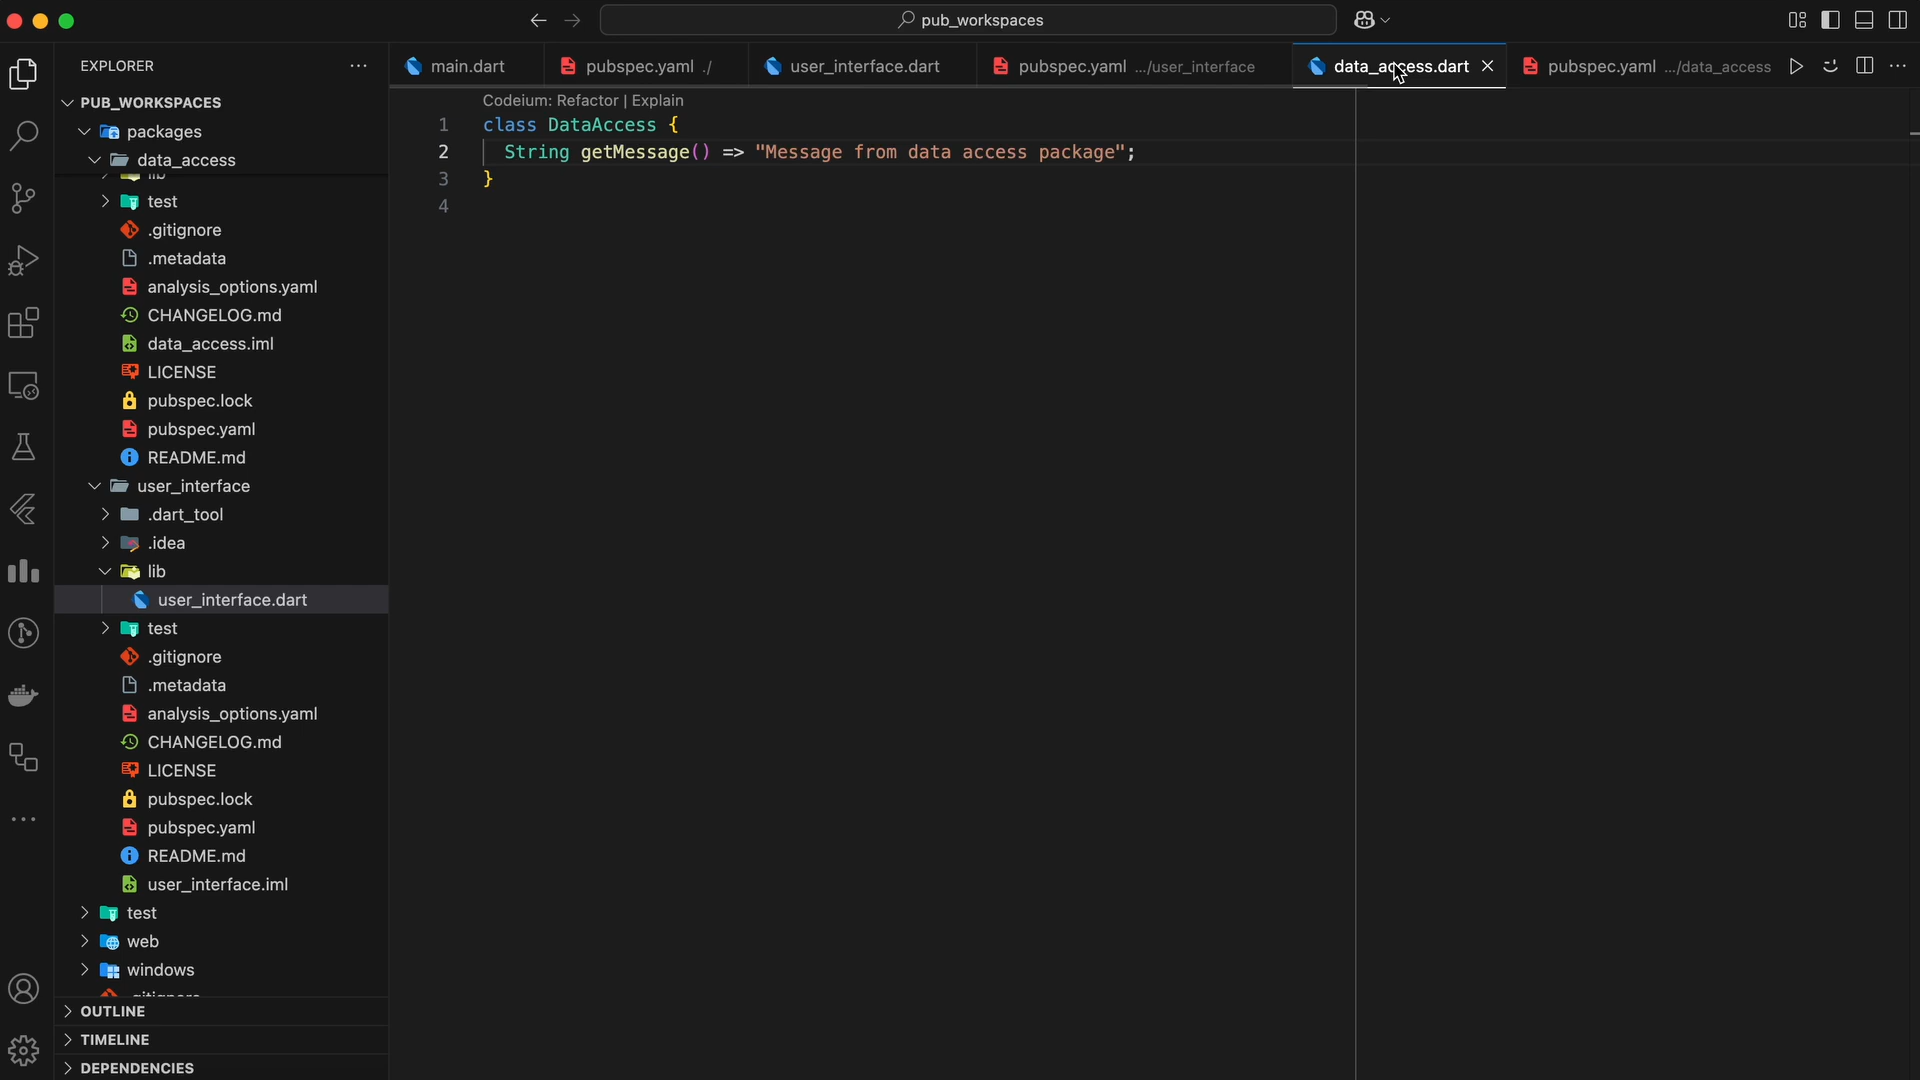 pub_workspaces
EXPLORER
main.dart
pubspec.yaml ./
user_interface.dart
pubspec.yaml .../user_interface
data_access.dart
pubspec.yaml .../data_access
PUB_WORKSPACES
packages
data_access
lib
test
.gitignore
.metadata
analysis_options.yaml
CHANGELOG.md
data_access.iml
LICENSE
pubspec.lock
pubspec.yaml
README.md
user_interface
.dart_tool
.idea
lib
user_interface.dart
test
.gitignore
.metadata
analysis_options.yaml
CHANGELOG.md
LICENSE
pubspec.lock
pubspec.yaml
README.md
user_interface.iml
test
web
windows
.gitignore
OUTLINE
TIMELINE
DEPENDENCIES
Codeium: Refactor | Explain
1 class DataAccess {
2 String getMessage() => "Message from data access package";
3 }
4